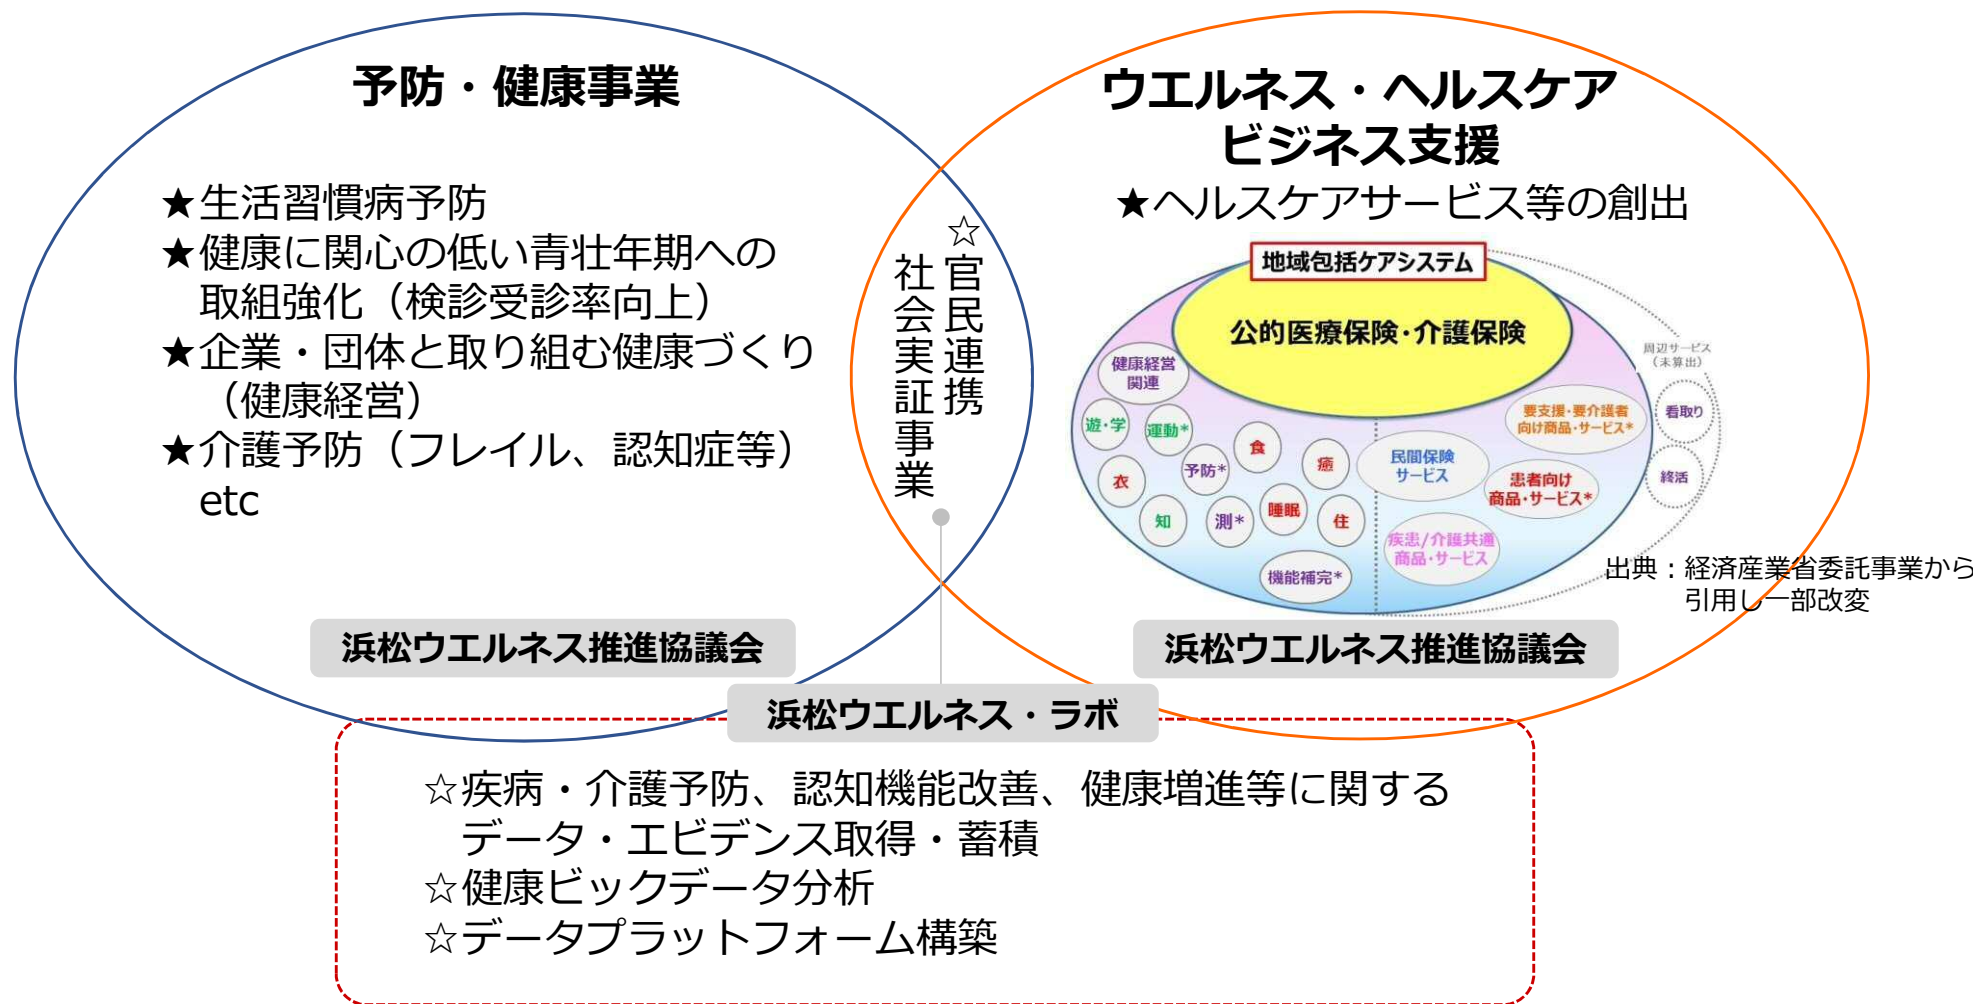 予防・健康事業
★生活習慣病予防
★健康に関心の低い青壮年期への
取組強化（検診受診率向上）
★企業・団体と取り組む健康づくり
（健康経営）
★介護予防（フレイル、認知症等）
etc
浜松ウエルネス推進協議会
☆官民連携
社会実証事業
ウエルネス・ヘルスケア
ビジネス支援
★ヘルスケアサービス等の創出
地域包括ケアシステム
公的医療保険・介護保険
健康経営
関連
遊・学
運動*
衣
予防*
食
癒
知
測*
睡眠
住
機能補完*
民間保険
サービス
要支援・要介護者
向け商品・サービス*
患者向け
商品・サービス*
疾患/介護共通
商品・サービス
周辺サービス
（未算出）
看取り
終活
出典：経済産業省委託事業から
引用し一部改変
浜松ウエルネス推進協議会
浜松ウエルネス・ラボ
☆疾病・介護予防、認知機能改善、健康増進等に関する
データ・エビデンス取得・蓄積
☆健康ビックデータ分析
☆データプラットフォーム構築